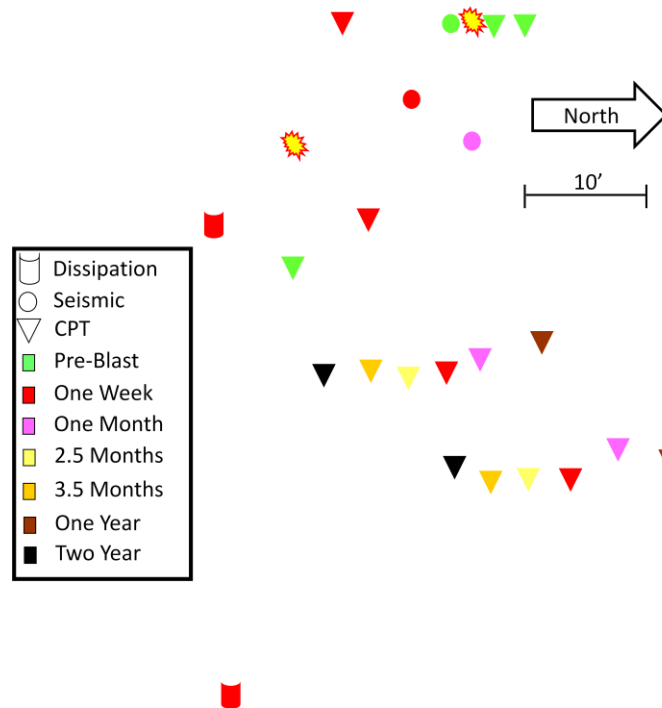 North
10’
Dissipation
Seismic
CPT
Pre-Blast
One Week
One Month
2.5 Months
3.5 Months
One Year
Two Year